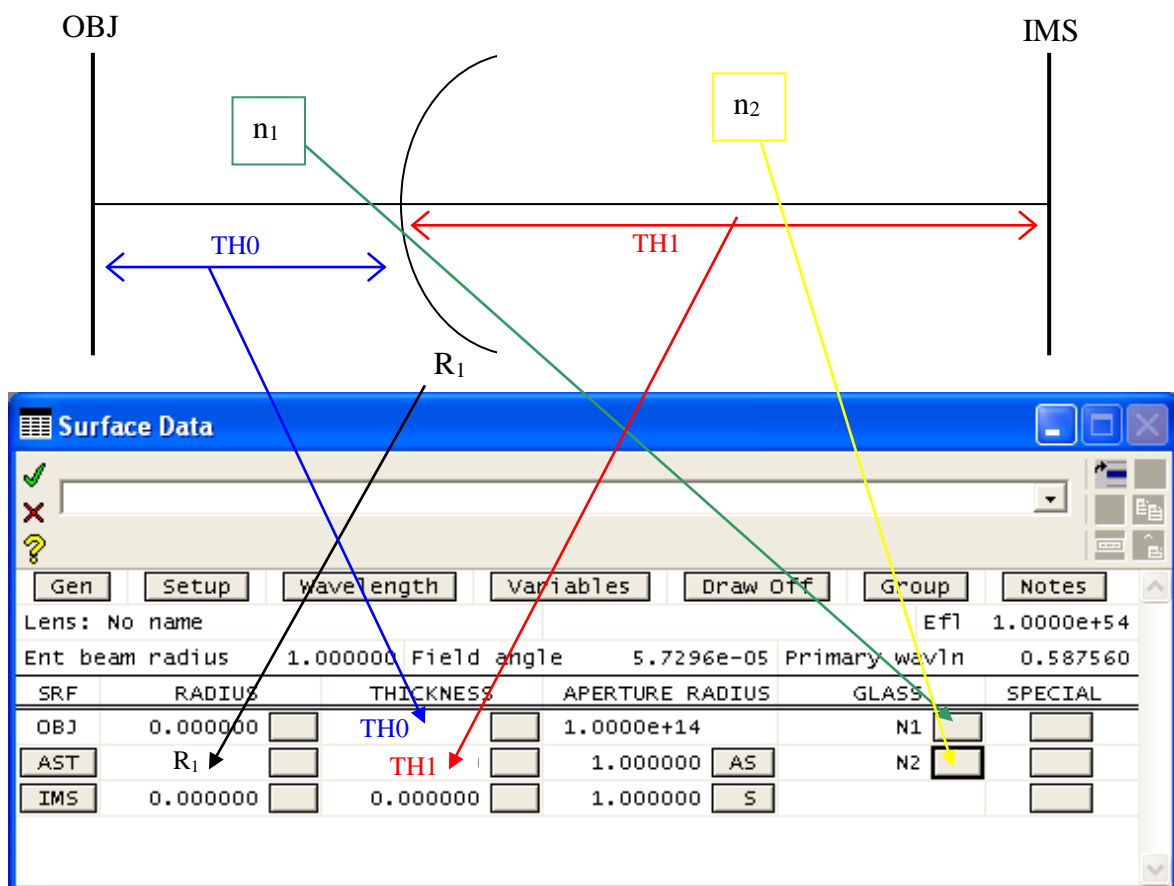 OBJ IMS
n₁ n₂
TH0 TH1
R₁
Surface Data
Gen Setup Wavelength Variables Draw Off Group Notes
Lens: No name Efl 1.0000e+54
Ent beam radius 1.000000 Field angle 5.7296e-05 Primary wavln 0.587560
SRF RADIUS THICKNESS APERTURE RADIUS GLASS SPECIAL
OBJ 0.000000 TH0 1.0000e+14 N1
AST R₁ TH1 1.000000 AS N2
IMS 0.000000 0.000000 1.000000 S